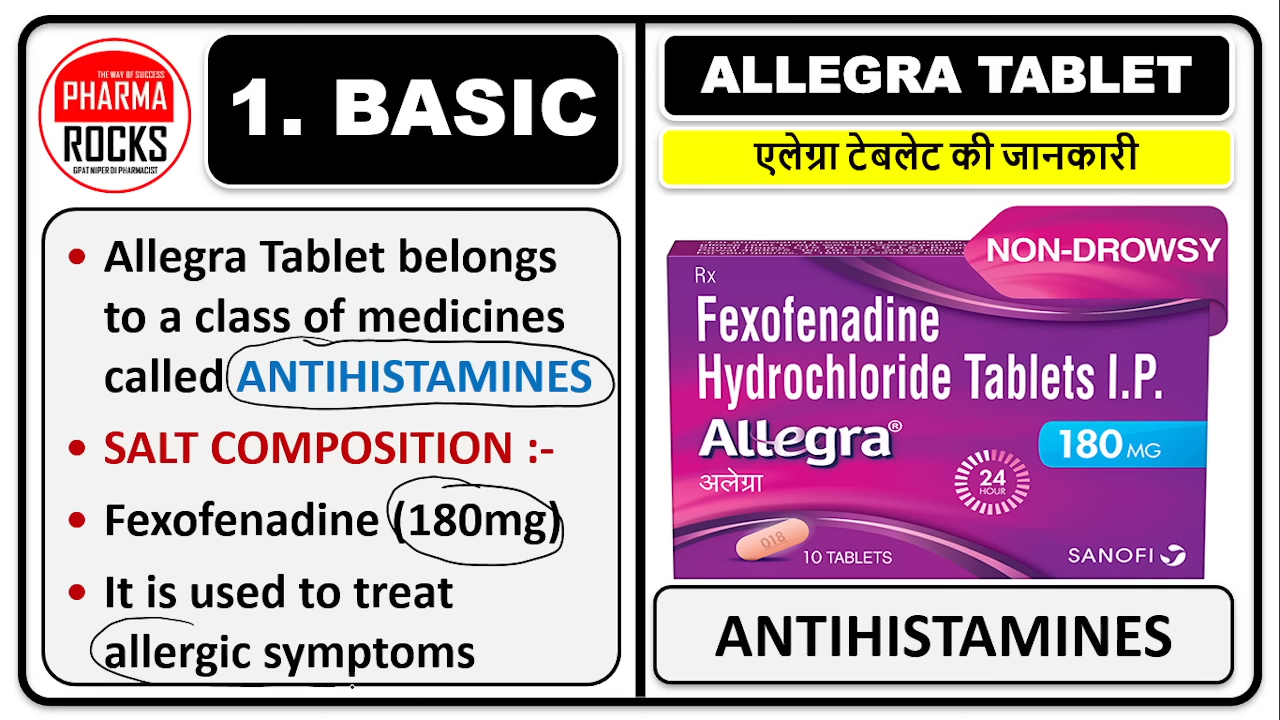 THE WAY OF SUCCESS
PHARMA
ROCKS
GPAT NIPER DI PHARMACIST
1. BASIC
• Allegra Tablet belongs
to a class of medicines
called ANTIHISTAMINES
• SALT COMPOSITION :-
• Fexofenadine (180mg)
• It is used to treat
allergic symptoms
ALLEGRA TABLET
एलेग्रा टेबलेट की जानकारी
NON-DROWSY
Rx
Fexofenadine
Hydrochloride Tablets I.P.
Allegra®
180 MG
अलेग्रा
24
HOUR
018
10 TABLETS
SANOFI
ANTIHISTAMINES